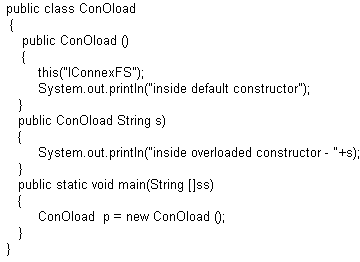 public class ConOload
{
public ConOload ()
{
this("IConnexFS");
System.out.println("inside default constructor");
}
public ConOload String s)
{
System.out.println("inside overloaded constructor - "+s);
}
public static void main(String []ss)
{
ConOload p = new ConOload ();
}
}